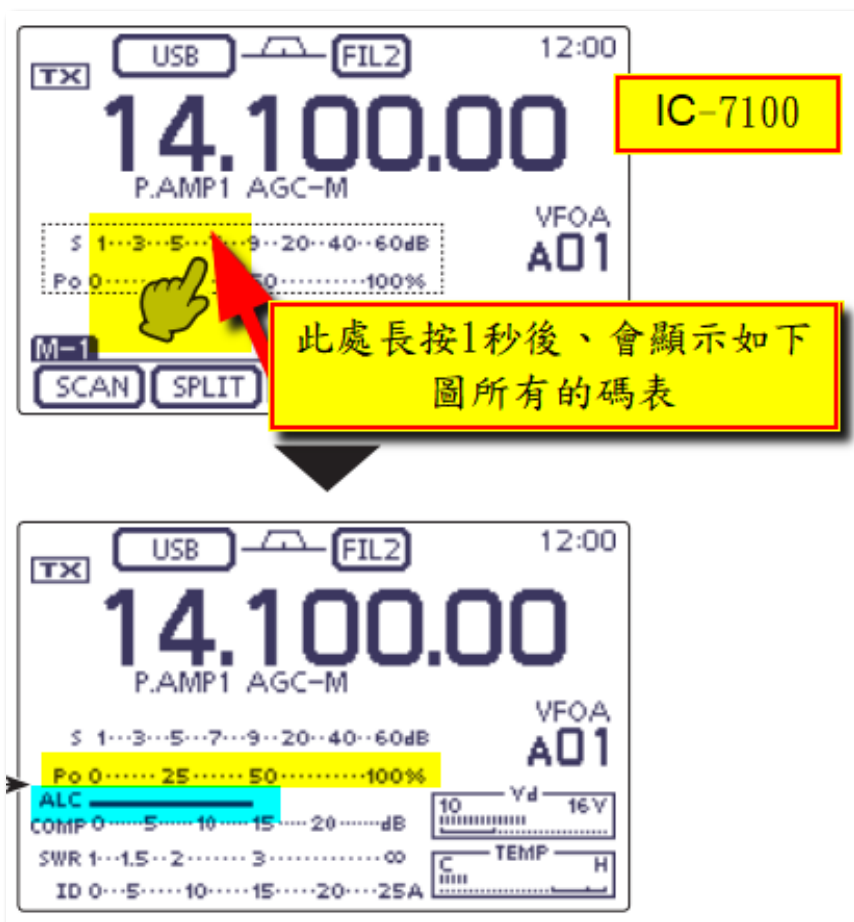 USB FIL2 12:00
TX
14.100.00
IC-7100
P.AMP1 AGC-M
VFOA
A01
S 1···3···5···9··20··40··60dB
Po 0······50··········100%
此處長按1秒後、會顯示如下
圖所有的碼表
M-1
SCAN SPLIT
USB FIL2 12:00
TX
14.100.00
P.AMP1 AGC-M
VFOA
A01
S 1···3···5···7···9··20··40··60dB
Po 0······25······50··········100%
ALC
COMP 0······5······10······15·····20·······dB
10 Vd 16V
SWR 1···1.5··2········3···············∞
C TEMP H
ID 0···5·····10·····15·····20····25A